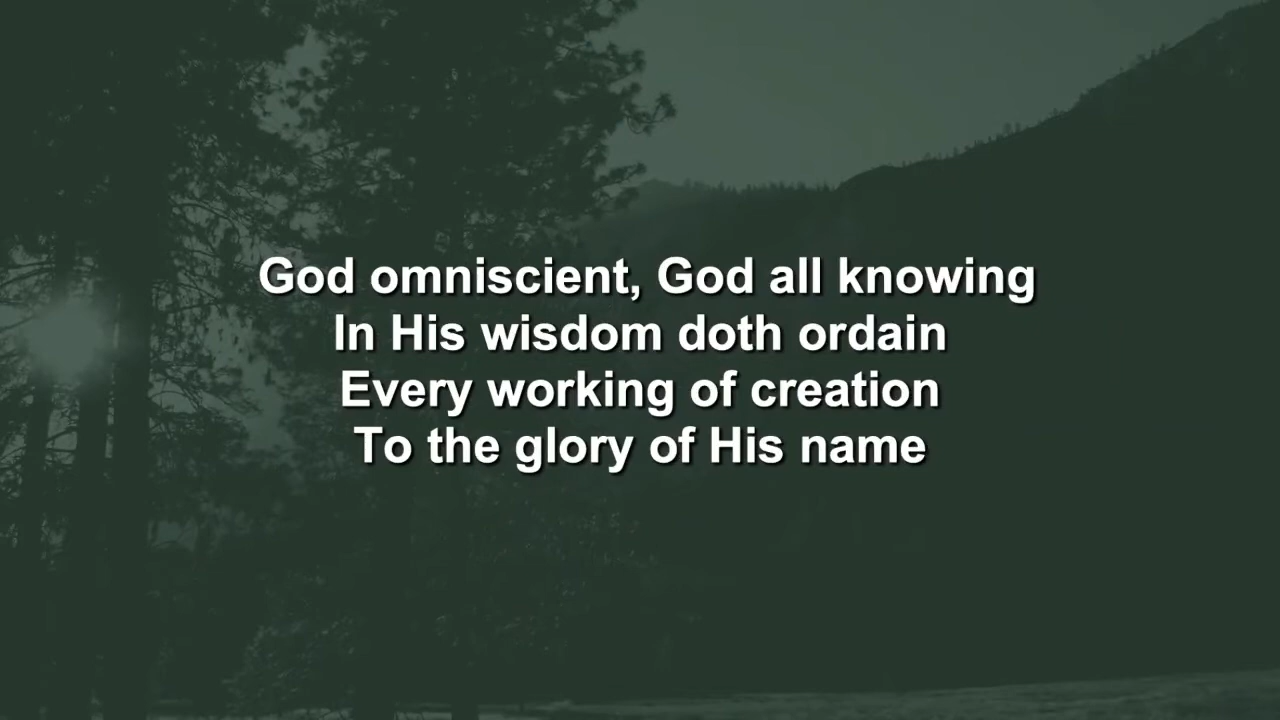 God omniscient, God all knowing
In His wisdom doth ordain
Every working of creation
To the glory of His name